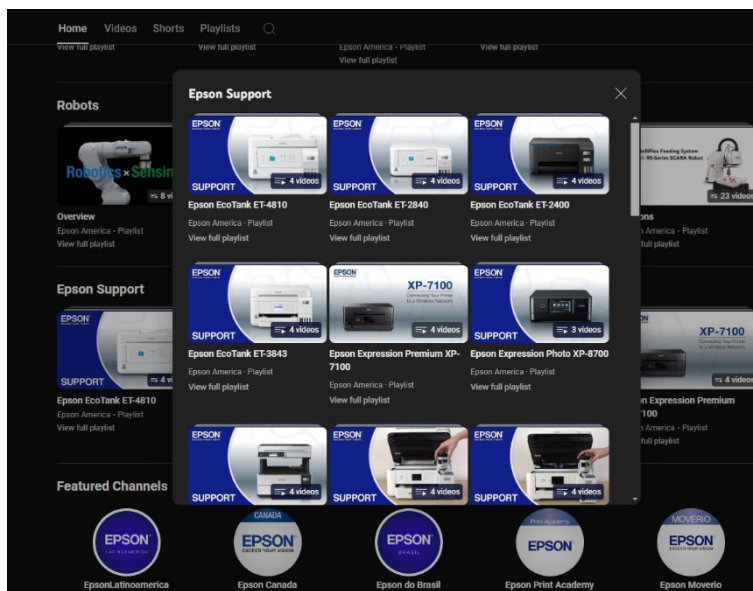 Home Videos Shorts Playlists
View full playlist View full playlist Epson America - Playlist View full playlist
View full playlist
Robots
Robotics × Sensin
Overview
Epson America - Playlist
View full playlist
23 videos
View full playlist
Epson Support
EPSON
SUPPORT
Epson EcoTank ET-4810
Epson America - Playlist
View full playlist
XP-7100
4 videos
Epson Support
EPSON EPSON EPSON
SUPPORT 4 videos SUPPORT 4 videos SUPPORT 4 videos
Epson EcoTank ET-4810 Epson EcoTank ET-2840 Epson EcoTank ET-2400
Epson America · Playlist Epson America · Playlist Epson America · Playlist
View full playlist View full playlist View full playlist
EPSON EPSON EPSON
XP-7100
Connecting Your Printer
to a Wireless Network
SUPPORT 4 videos 4 videos SUPPORT 3 videos
Epson EcoTank ET-3843 Epson Expression Premium XP- Epson Expression Photo XP-8700
7100
Epson America · Playlist Epson America · Playlist Epson America · Playlist
View full playlist View full playlist View full playlist
EPSON EPSON EPSON
SUPPORT 4 videos SUPPORT 4 videos SUPPORT 4 videos
Featured Channels
EPSON CANADA EPSON Print Academy MOVERIO
LATINOAMERICA EPSON BRASIL EPSON EPSON
EXCEED YOUR VISION
EpsonLatinoamerica Epson Canada Epson do Brasil Epson Print Academy Epson Moverio